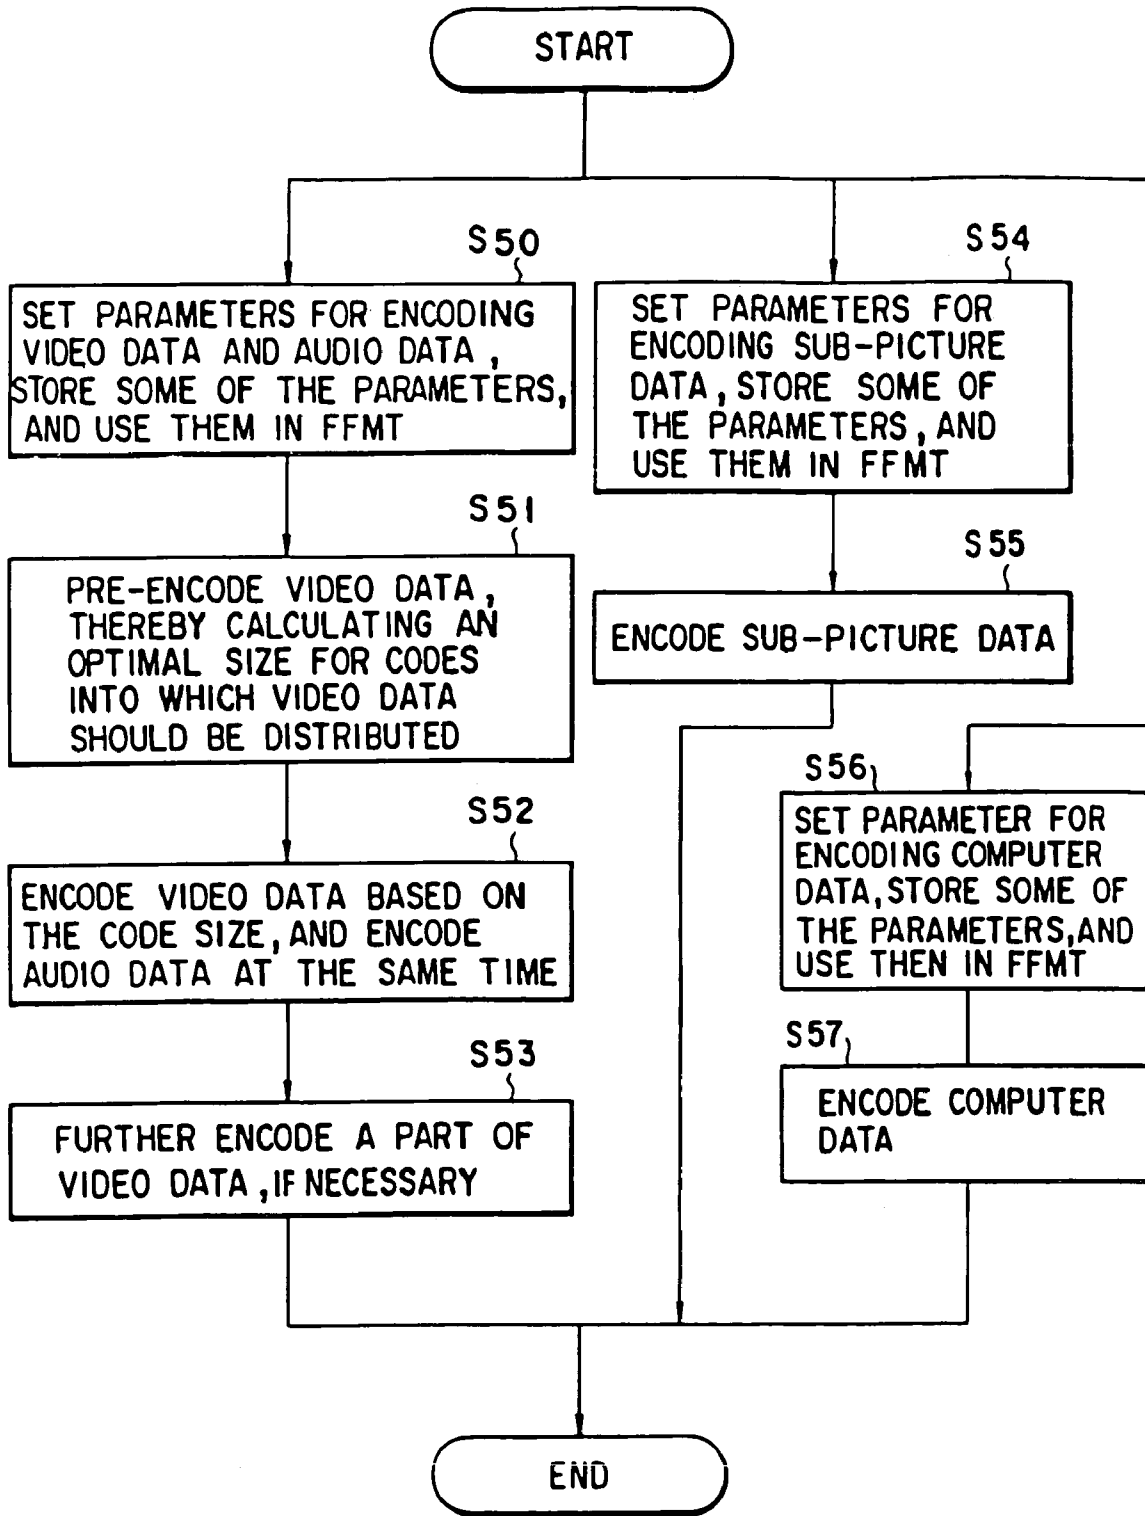 START
S50
SET PARAMETERS FOR ENCODING
VIDEO DATA AND AUDIO DATA,
STORE SOME OF THE PARAMETERS,
AND USE THEM IN FFMT
S51
PRE-ENCODE VIDEO DATA,
THEREBY CALCULATING AN
OPTIMAL SIZE FOR CODES
INTO WHICH VIDEO DATA
SHOULD BE DISTRIBUTED
S52
ENCODE VIDEO DATA BASED ON
THE CODE SIZE, AND ENCODE
AUDIO DATA AT THE SAME TIME
S53
FURTHER ENCODE A PART OF
VIDEO DATA, IF NECESSARY
S54
SET PARAMETERS FOR
ENCODING SUB-PICTURE
DATA, STORE SOME OF
THE PARAMETERS, AND
USE THEM IN FFMT
S55
ENCODE SUB-PICTURE DATA
S56
SET PARAMETER FOR
ENCODING COMPUTER
DATA, STORE SOME OF
THE PARAMETERS, AND
USE THEN IN FFMT
S57
ENCODE COMPUTER
DATA
END